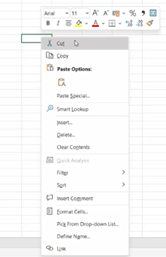 Arial 11 A^ A˅ $ % ,
B I A
Cut
Copy
Paste Options:
Paste Special...
Smart Lookup
Insert...
Delete...
Clear Contents
Quick Analysis
Filter
Sort
Insert Comment
Format Cells...
Pick From Drop-down List...
Define Name...
Link